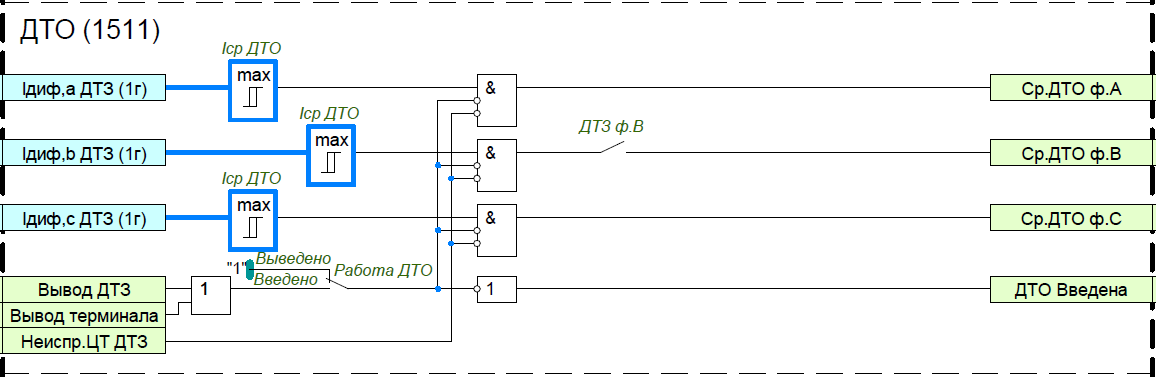 ДТО (1511)
Iср ДТО
Iдиф,a ДТЗ (1г)
max
&
Ср.ДТО ф.А
Iср ДТО
Iдиф,b ДТЗ (1г)
max
&
ДТЗ ф.В
Ср.ДТО ф.В
Iср ДТО
Iдиф,c ДТЗ (1г)
max
&
Ср.ДТО ф.С
"1"
Выведено
Введено
Работа ДТО
Вывод ДТЗ
1
1
ДТО Введена
Вывод терминала
Неиспр.ЦТ ДТЗ